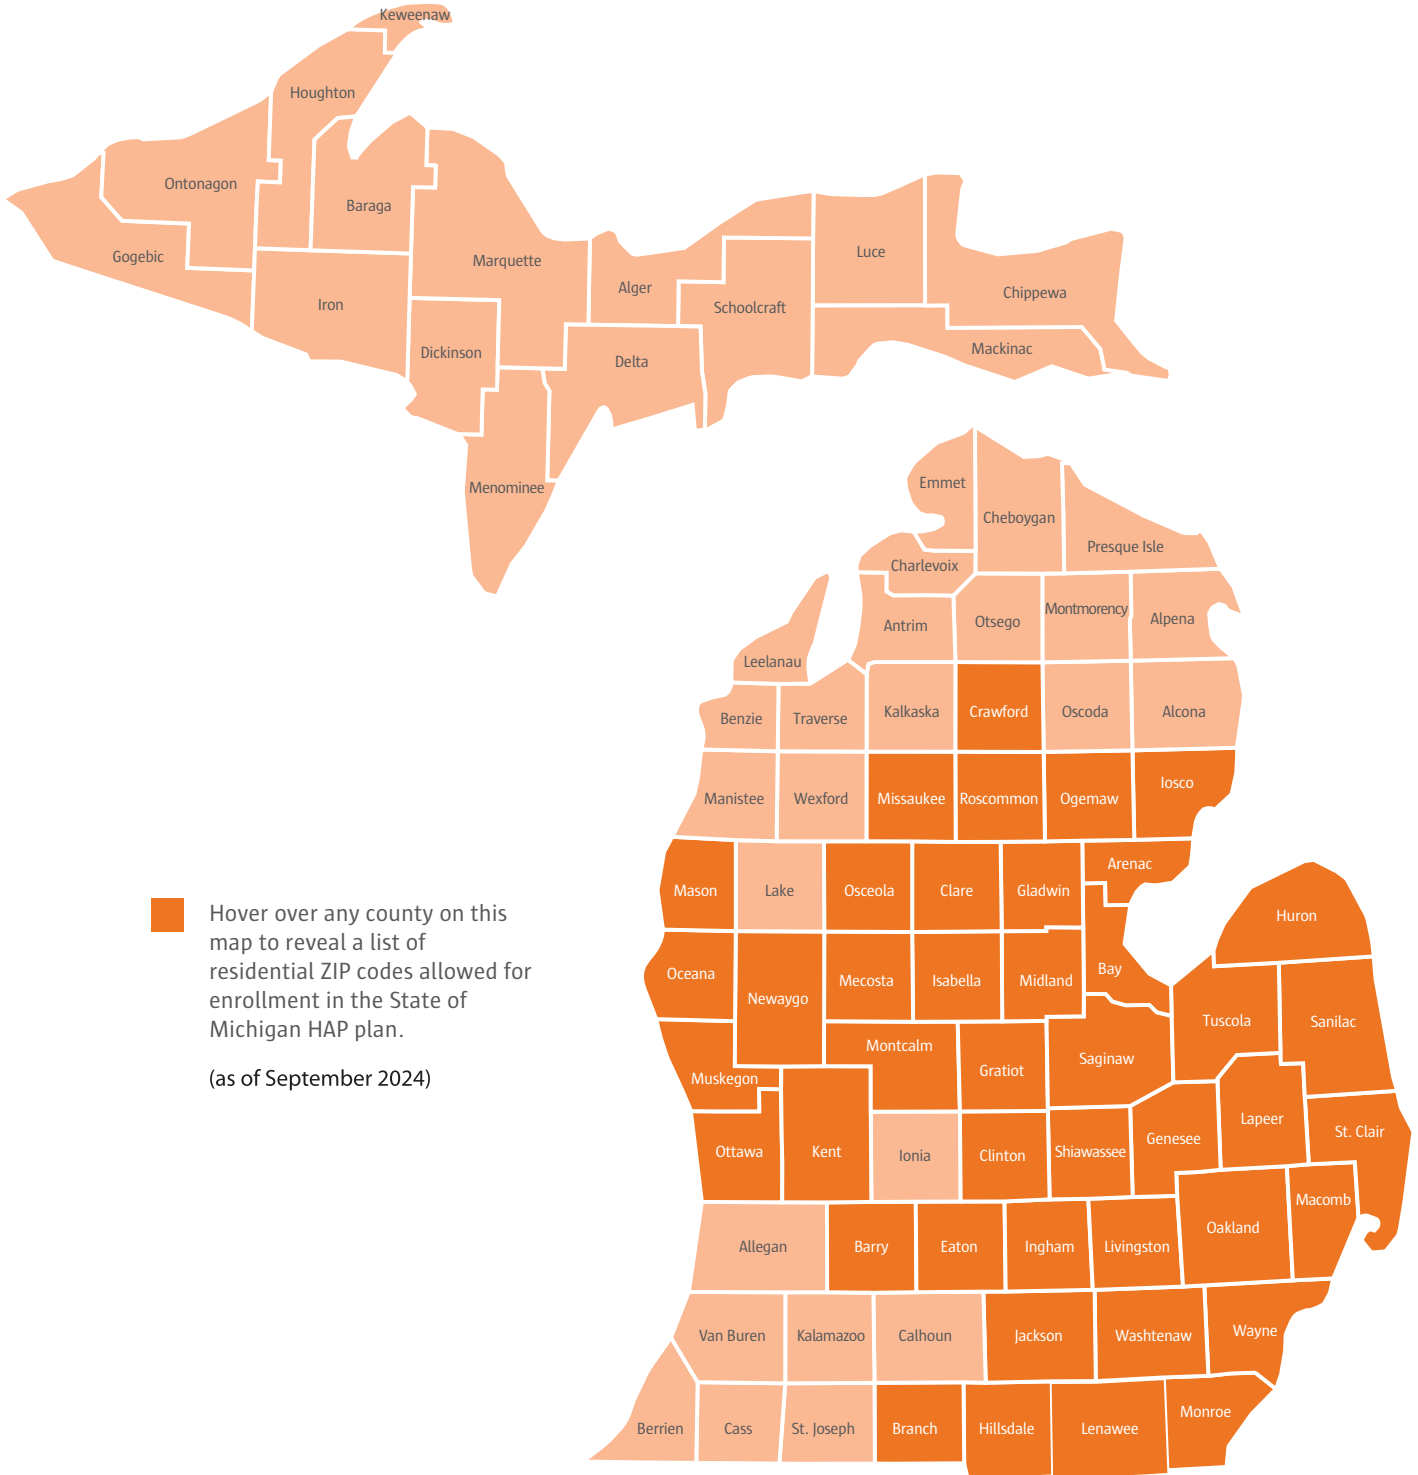 Keweenaw
Houghton
Ontonagon
Baraga
Gogebic
Marquette
Luce
Alger
Chippewa
Iron
Schoolcraft
Dickinson
Mackinac
Delta
Menominee
Emmet
Cheboygan
Presque Isle
Charlevoix
Montmorency
Antrim
Otsego
Alpena
Leelanau
Benzie
Traverse
Kalkaska
Crawford
Oscoda
Alcona
Manistee
Wexford
Missaukee
Roscommon
Ogemaw
Iosco
Arenac
Mason
Lake
Osceola
Clare
Gladwin
Huron
Hover over any county on this
map to reveal a list of
residential ZIP codes allowed for
enrollment in the State of
Michigan HAP plan.
(as of September 2024)
Oceana
Newaygo
Mecosta
Isabella
Midland
Bay
Tuscola
Sanilac
Montcalm
Muskegon
Gratiot
Saginaw
Lapeer
St. Clair
Ottawa
Kent
Ionia
Clinton
Shiawassee
Genesee
Macomb
Allegan
Barry
Eaton
Ingham
Livingston
Oakland
Van Buren
Kalamazoo
Calhoun
Jackson
Washtenaw
Wayne
Berrien
Cass
St. Joseph
Branch
Hillsdale
Lenawee
Monroe